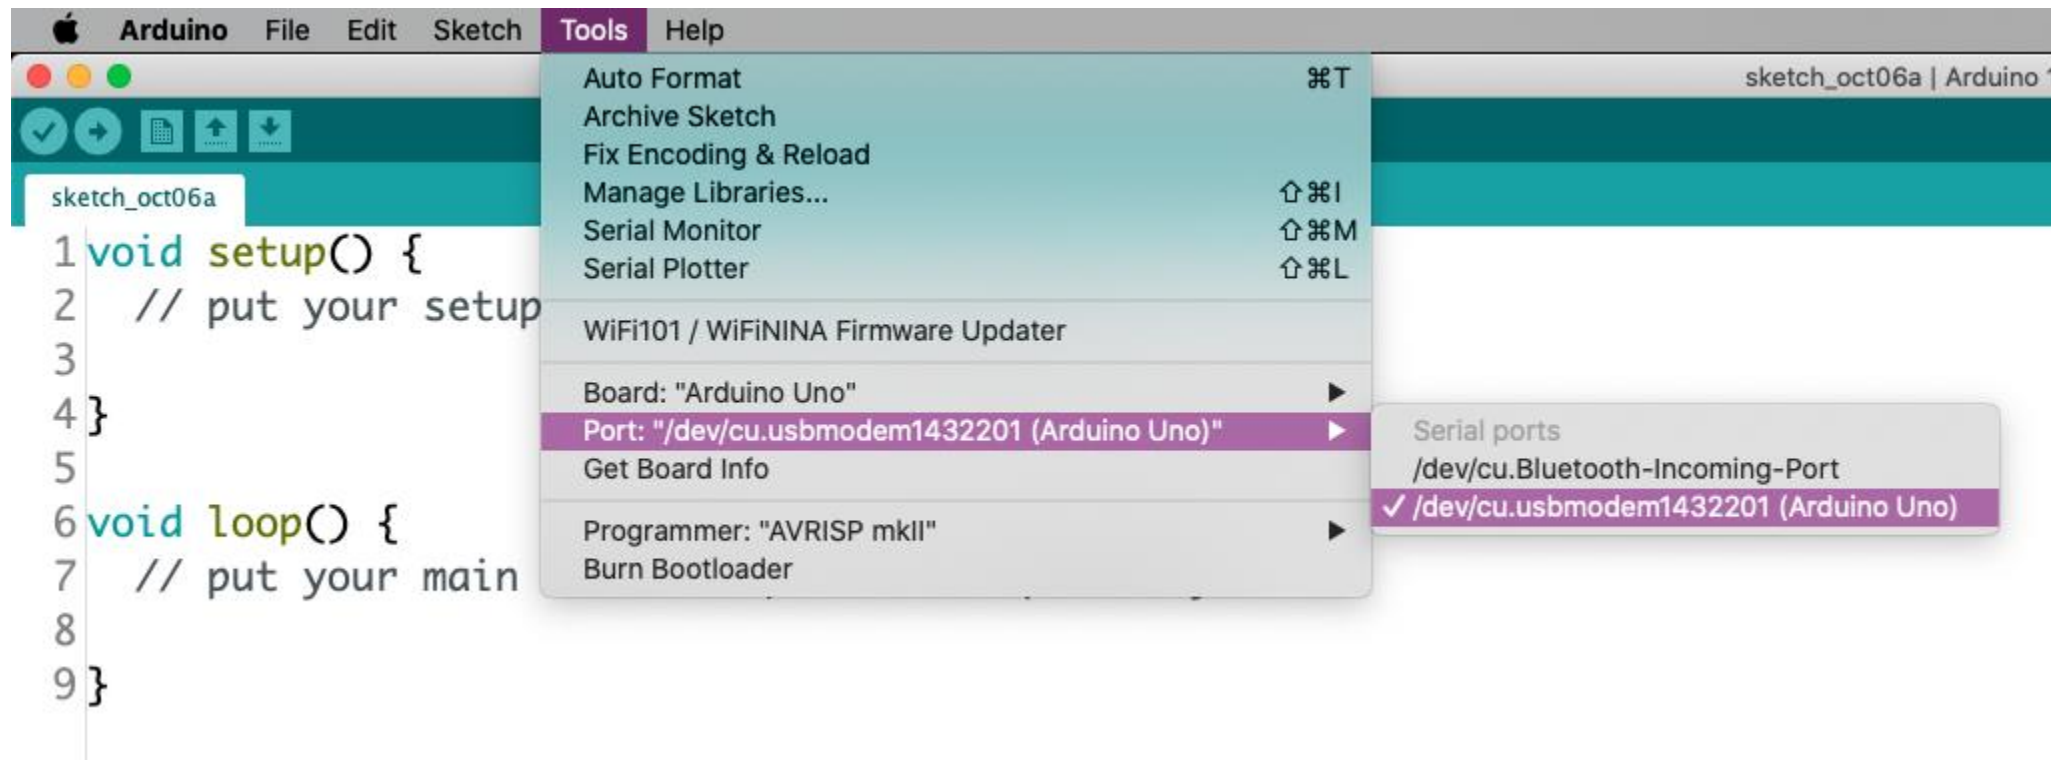 Arduino File Edit Sketch Tools Help
sketch_oct06a | Arduino
Auto Format ⌘T
Archive Sketch
Fix Encoding & Reload
Manage Libraries... ⇧⌘I
Serial Monitor ⇧⌘M
Serial Plotter ⇧⌘L
WiFi101 / WiFiNINA Firmware Updater
Board: "Arduino Uno"
Port: "/dev/cu.usbmodem1432201 (Arduino Uno)"
Get Board Info
Programmer: "AVRISP mkII"
Burn Bootloader
Serial ports
/dev/cu.Bluetooth-Incoming-Port
✓ /dev/cu.usbmodem1432201 (Arduino Uno)
sketch_oct06a
1 void setup() {
2 // put your setup
3
4 }
5
6 void loop() {
7 // put your main
8
9 }